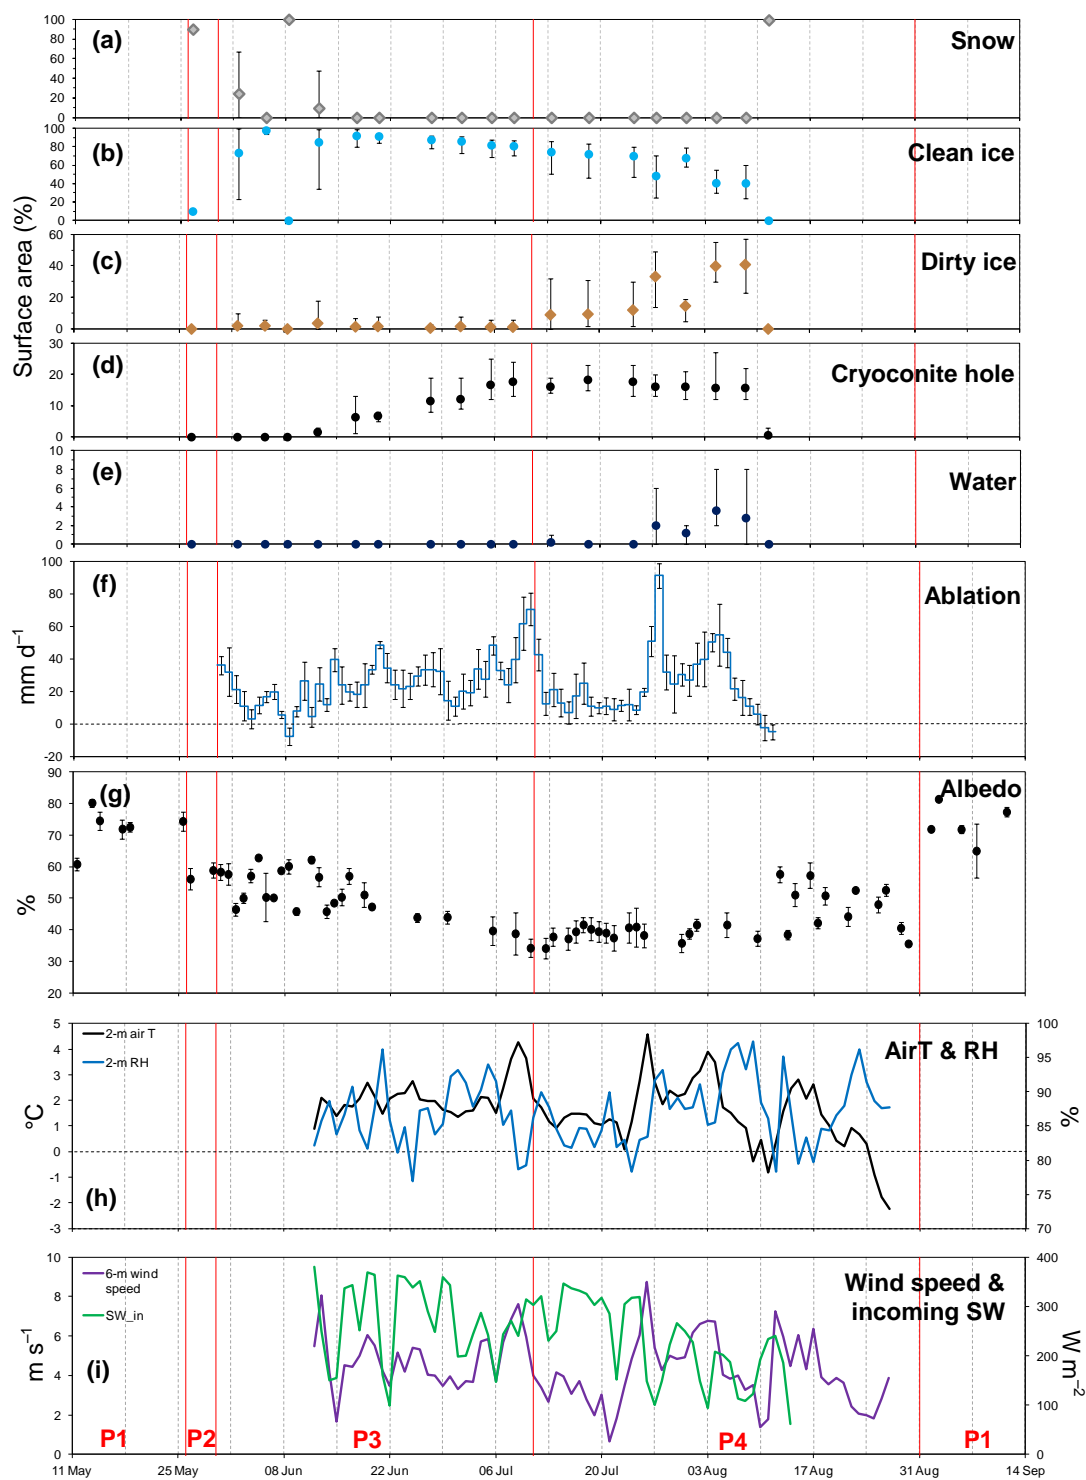 (a)
Snow
100
80
60
40
20
0
(b)
Clean ice
100
80
60
40
20
0
Surface area (%)
(c)
Dirty ice
60
40
20
0
(d)
Cryoconite hole
30
20
10
0
(e)
Water
10
8
6
4
2
0
(f)
Ablation
mm d⁻¹
100
80
60
40
20
0
-20
(g)
Albedo
%
90
80
70
60
50
40
30
20
2-m air T
2-m RH
AirT & RH
°C
5
4
3
2
1
0
-1
-2
-3
100
95
90
85
80
75
70
%
(h)
6-m wind
speed
SW_in
Wind speed &
incoming SW
m s⁻¹
10
8
6
4
2
0
400
300
200
100
0
W m⁻²
(i)
P1
P2
P3
P4
P1
11 May
25 May
08 Jun
22 Jun
06 Jul
20 Jul
03 Aug
17 Aug
31 Aug
14 Sep